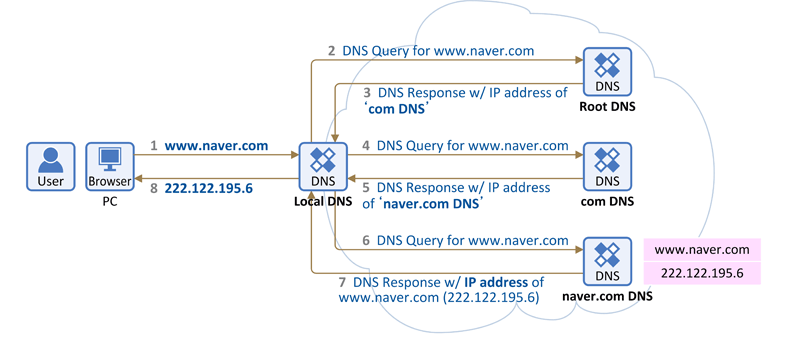 2 DNS Query for www.naver.com
DNS
Root DNS
3 DNS Response w/ IP address of
‘com DNS’
1 www.naver.com
4 DNS Query for www.naver.com
User
Browser
PC
DNS
Local DNS
DNS
com DNS
8 222.122.195.6
5 DNS Response w/ IP address
of ‘naver.com DNS’
6 DNS Query for www.naver.com
DNS
naver.com DNS
www.naver.com
222.122.195.6
7 DNS Response w/ IP address of
www.naver.com (222.122.195.6)